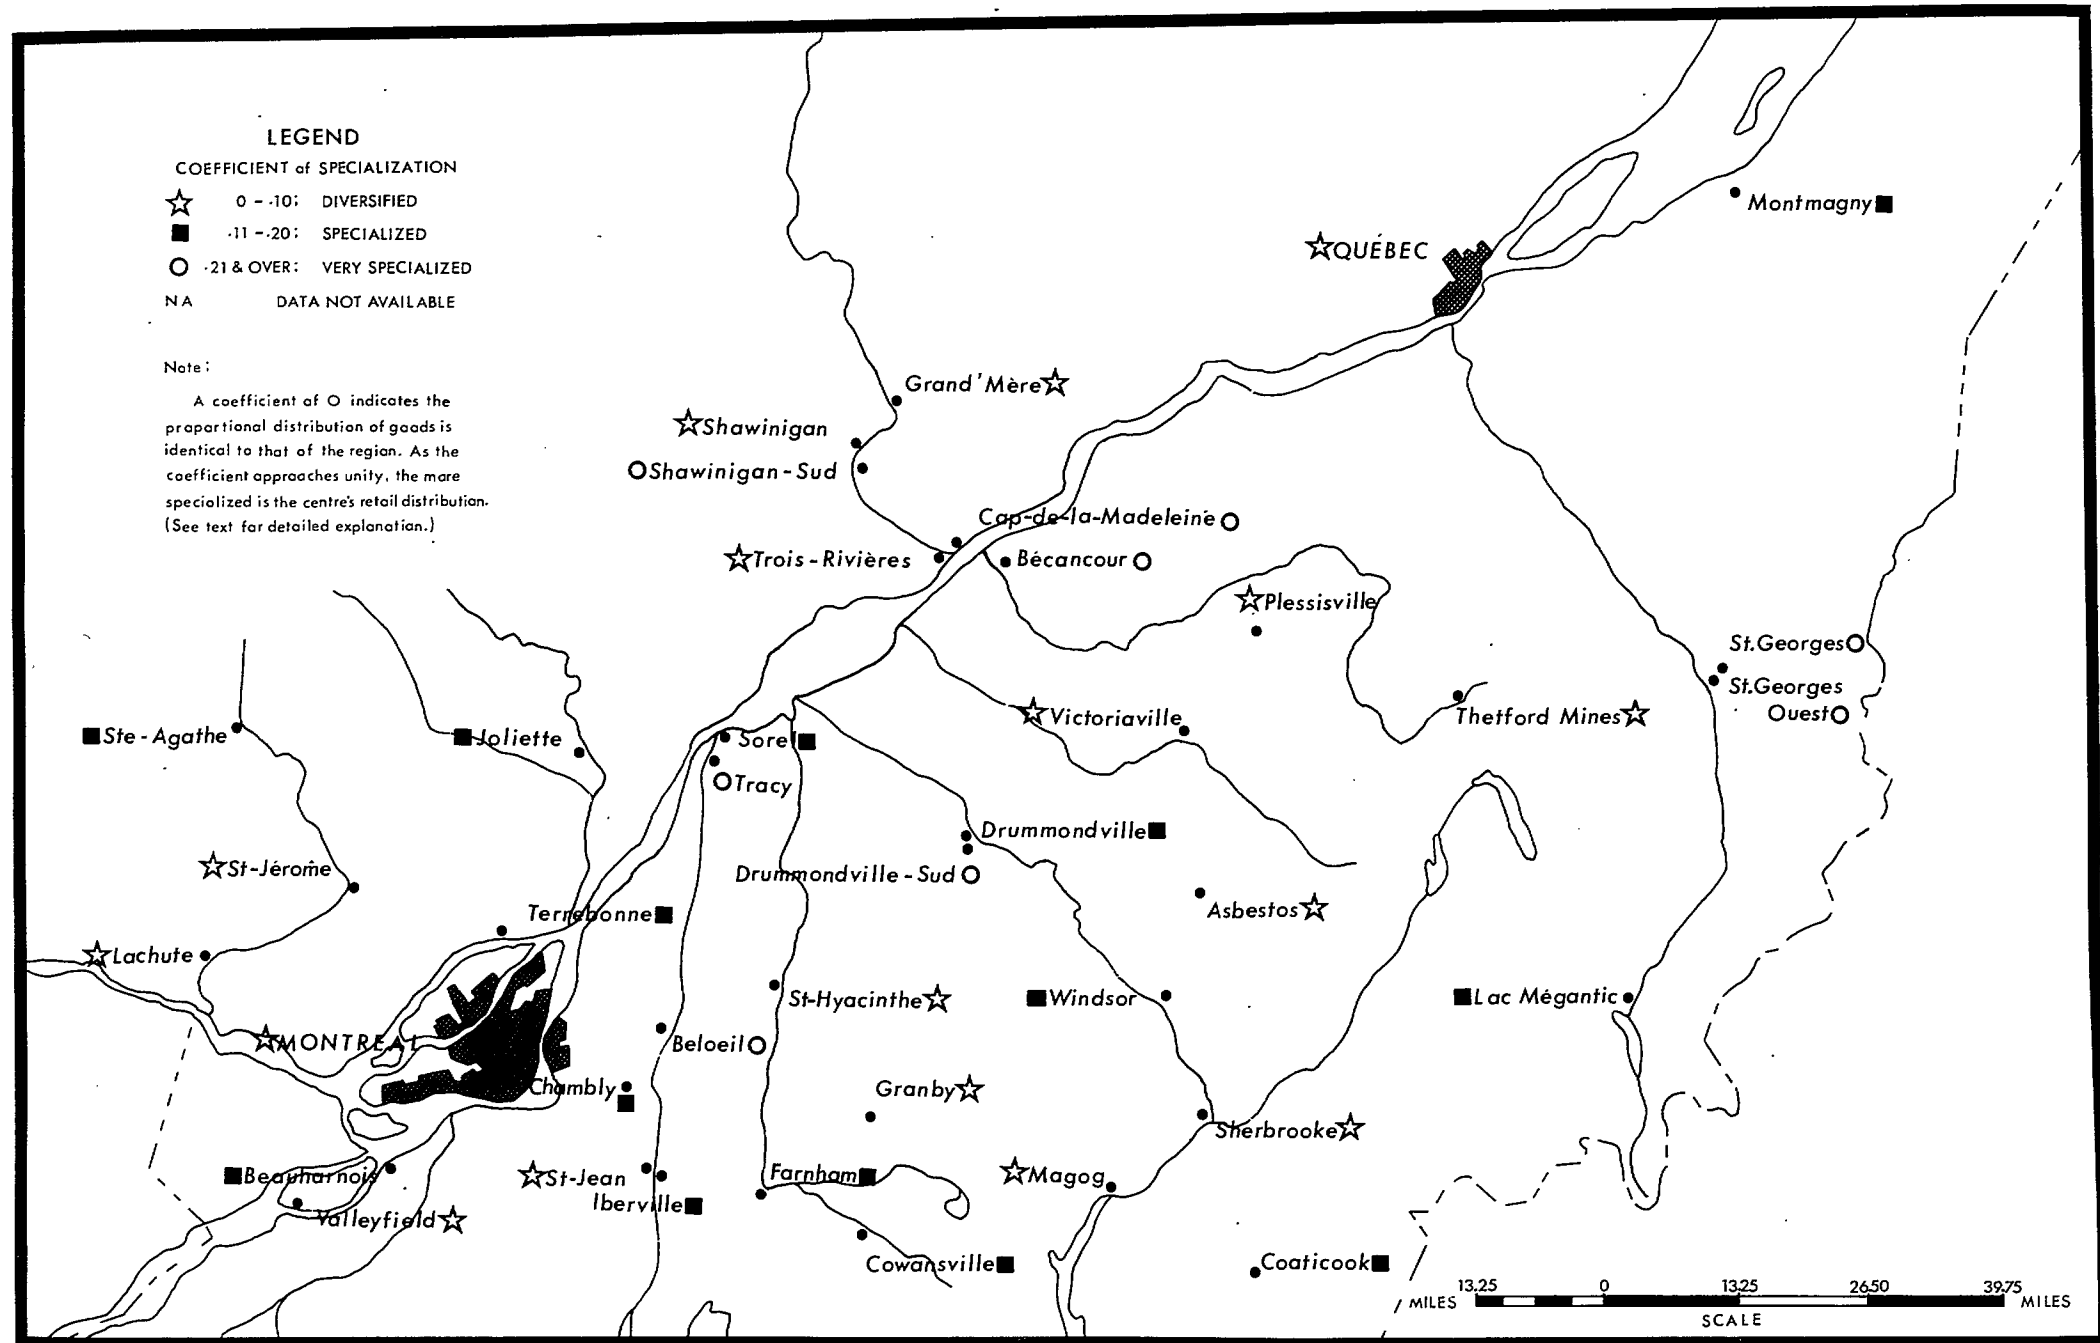 LEGEND
COEFFICIENT of SPECIALIZATION
0 - .10: DIVERSIFIED
.11 - .20: SPECIALIZED
.21 & OVER: VERY SPECIALIZED
NA DATA NOT AVAILABLE
Note:
A coefficient of O indicates the
proportional distribution of goods is
identical to that of the region. As the
coefficient approaches unity, the more
specialized is the centre's retail distribution.
(See text for detailed explanation.)
Montmagny
QUÉBEC
Grand'Mère
Shawinigan
Shawinigan-Sud
Cap-de-la-Madeleine
Trois-Rivières
Bécancour
Plessisville
St.Georges
St.Georges
Ouest
Ste-Agathe
Joliette
Sorel
Tracy
Victoriaville
Thetford Mines
Drummondville
Drummondville-Sud
St-Jérome
Terrebonne
Asbestos
Lachute
St-Hyacinthe
Windsor
Lac Mégantic
MONTREAL
Beloeil
Chambly
Granby
Sherbrooke
Beauharnois
St-Jean
Iberville
Farnham
Magog
Valleyfield
Cowansville
Coaticook
13.25 0 13.25 26.50 39.75
MILES MILES
SCALE